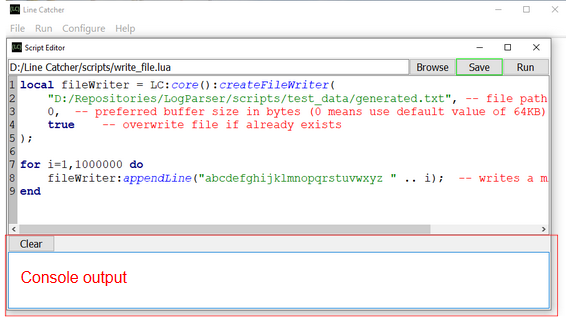 Line Catcher
File Run Configure Help
Script Editor
D:/Line Catcher/scripts/write_file.lua Browse Save Run
1 local fileWriter = LC:core():createFileWriter(
2 "D:/Repositories/LogParser/scripts/test_data/generated.txt", -- file path
3 0, -- preferred buffer size in bytes (0 means use default value of 64KB)
4 true -- overwrite file if already exists
5 );
6
7 for i=1,1000000 do
8 fileWriter:appendLine("abcdefghijklmnopqrstuvwxyz " .. i); -- writes a m
9 end
Clear
Console output